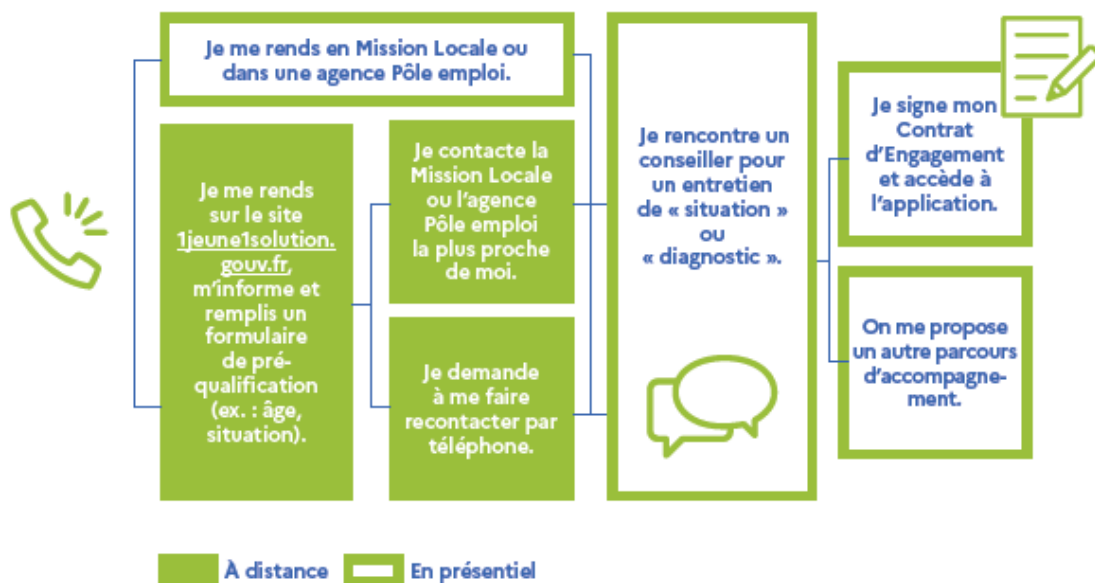 Je me rends en Mission Locale ou
dans une agence Pôle emploi.
Je me rends
sur le site
1jeune1solution.
gouv.fr,
m'informe et
remplis un
formulaire
de pré-
qualification
(ex. : âge,
situation).
Je contacte la
Mission Locale
ou l'agence
Pôle emploi
la plus proche
de moi.
Je demande
à me faire
recontacter par
téléphone.
Je rencontre un
conseiller pour
un entretien
de « situation »
ou
« diagnostic ».
Je signe mon
Contrat
d'Engagement
et accède à
l'application.
On me propose
un autre parcours
d'accompagne-
ment.
À distance
En présentiel